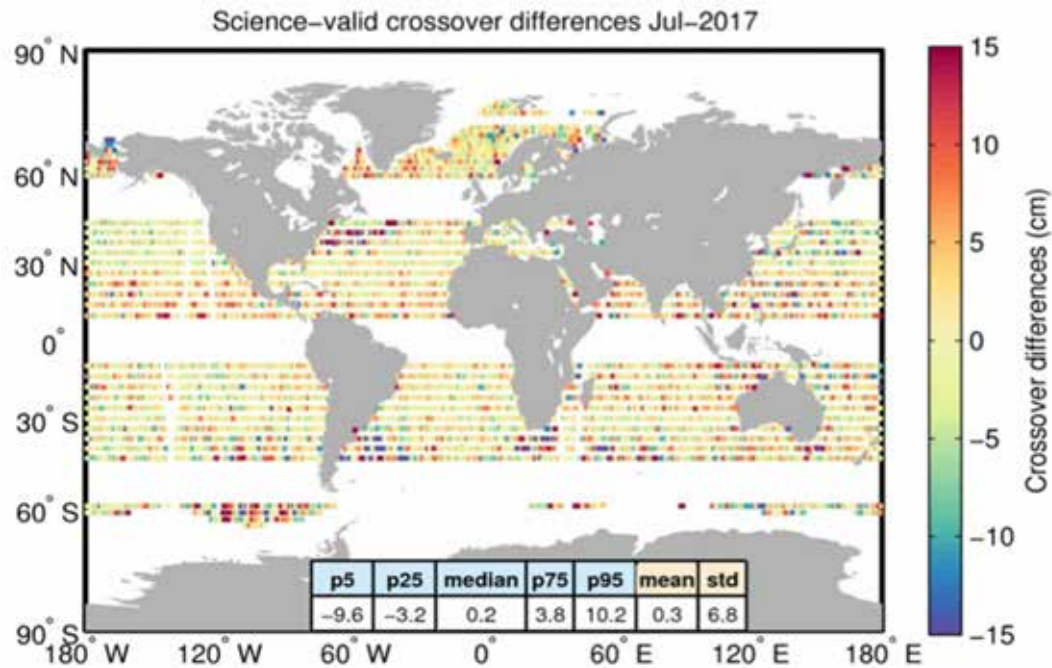 Science-valid crossover differences Jul-2017
90° N
60° N
30° N
0°
30° S
60° S
90° S
180° W 120° W 60° W 0° 60° E 120° E 180° E
p5 p25 median p75 p95 mean std
−9.6 −3.2 0.2 3.8 10.2 0.3 6.8
15
10
5
0
−5
−10
−15
Crossover differences (cm)